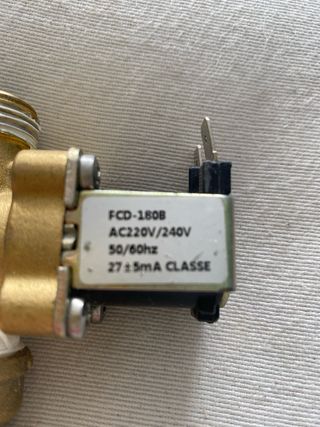 FCD-180B
AC220V/240V
50/60hz
27±5mA CLASSE